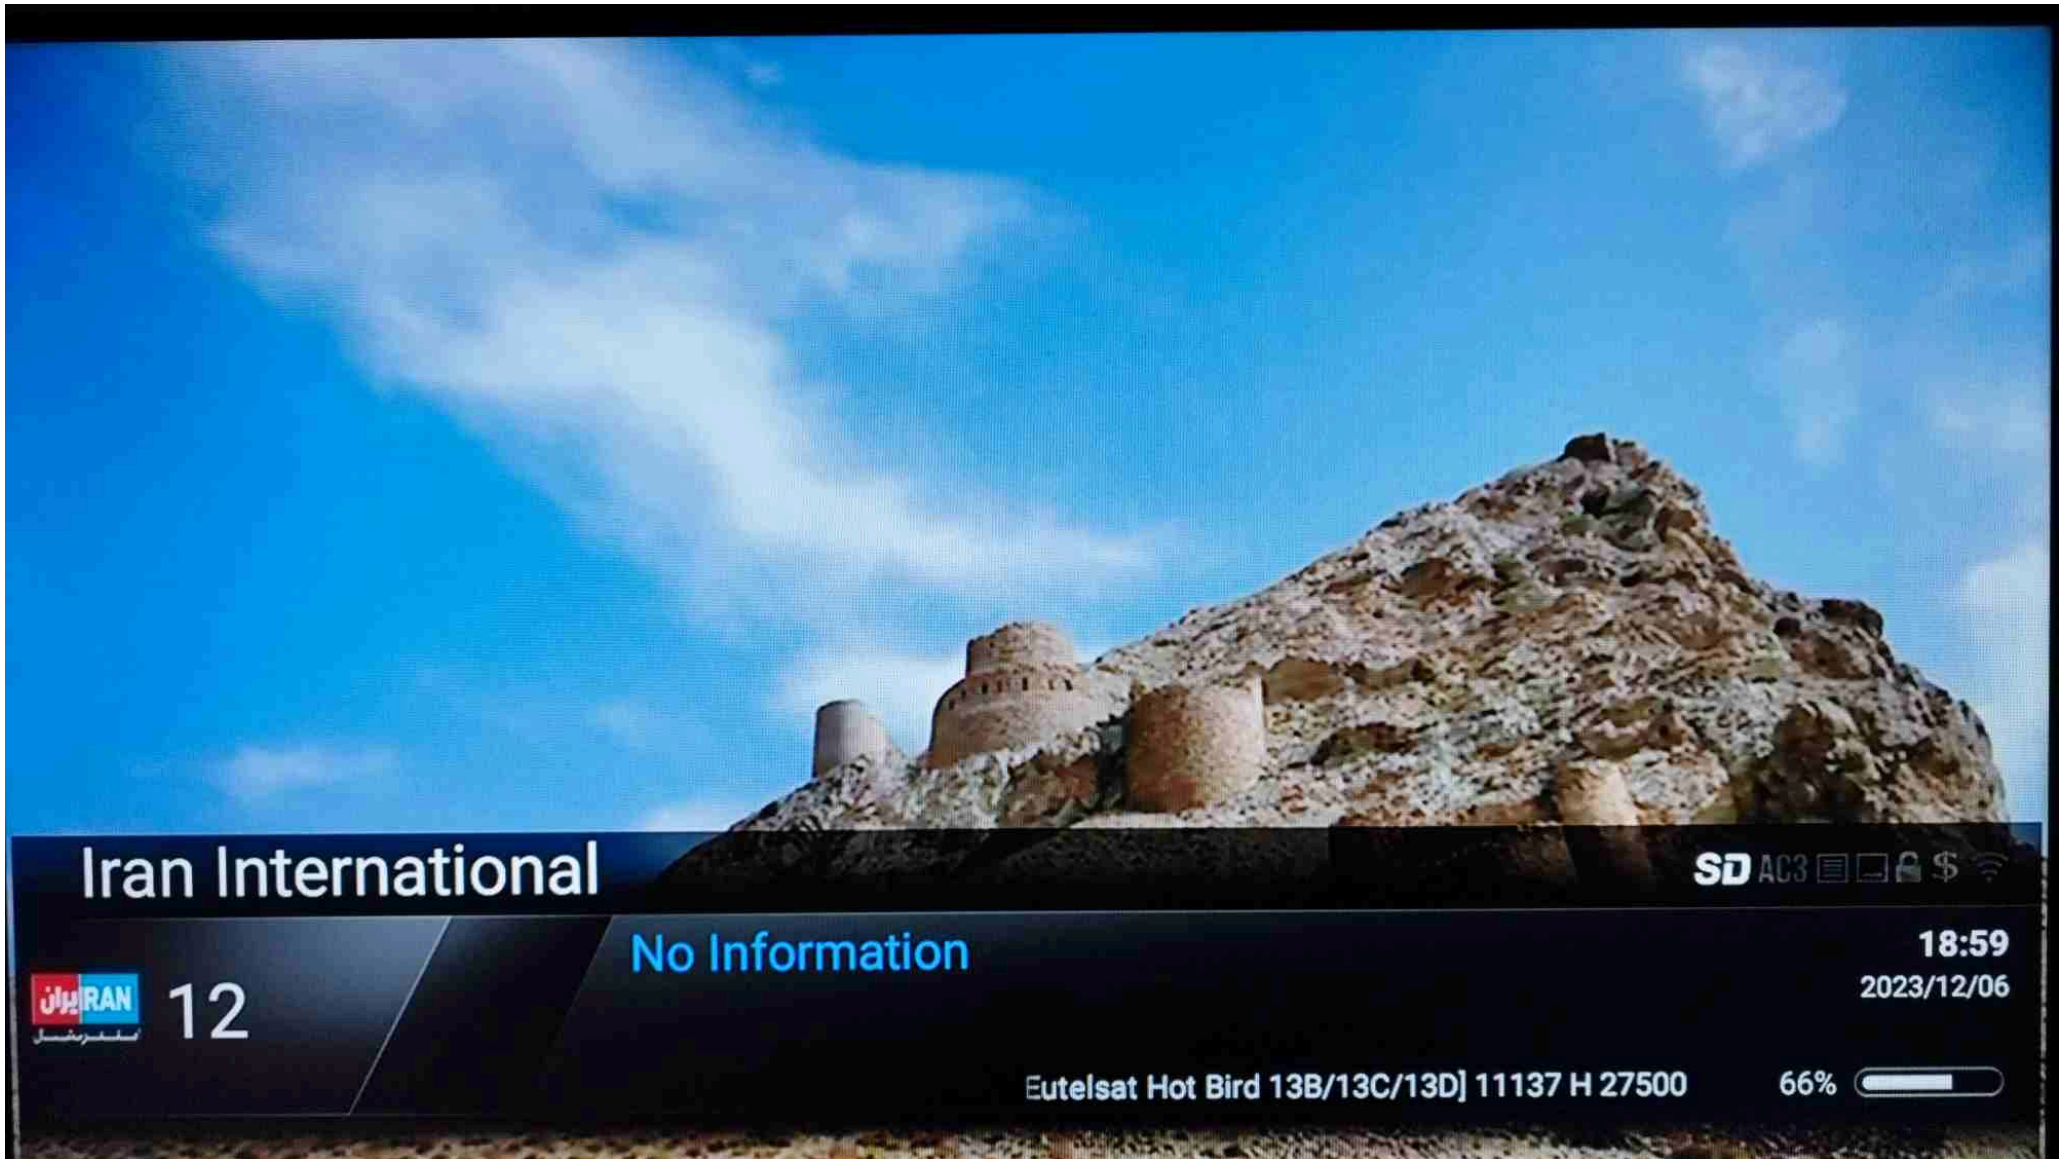 Iran International
SD AC3 $
No Information
18:59
2023/12/06
ایران IRAN
اینترنشنال
12
Eutelsat Hot Bird 13B/13C/13D] 11137 H 27500
66%